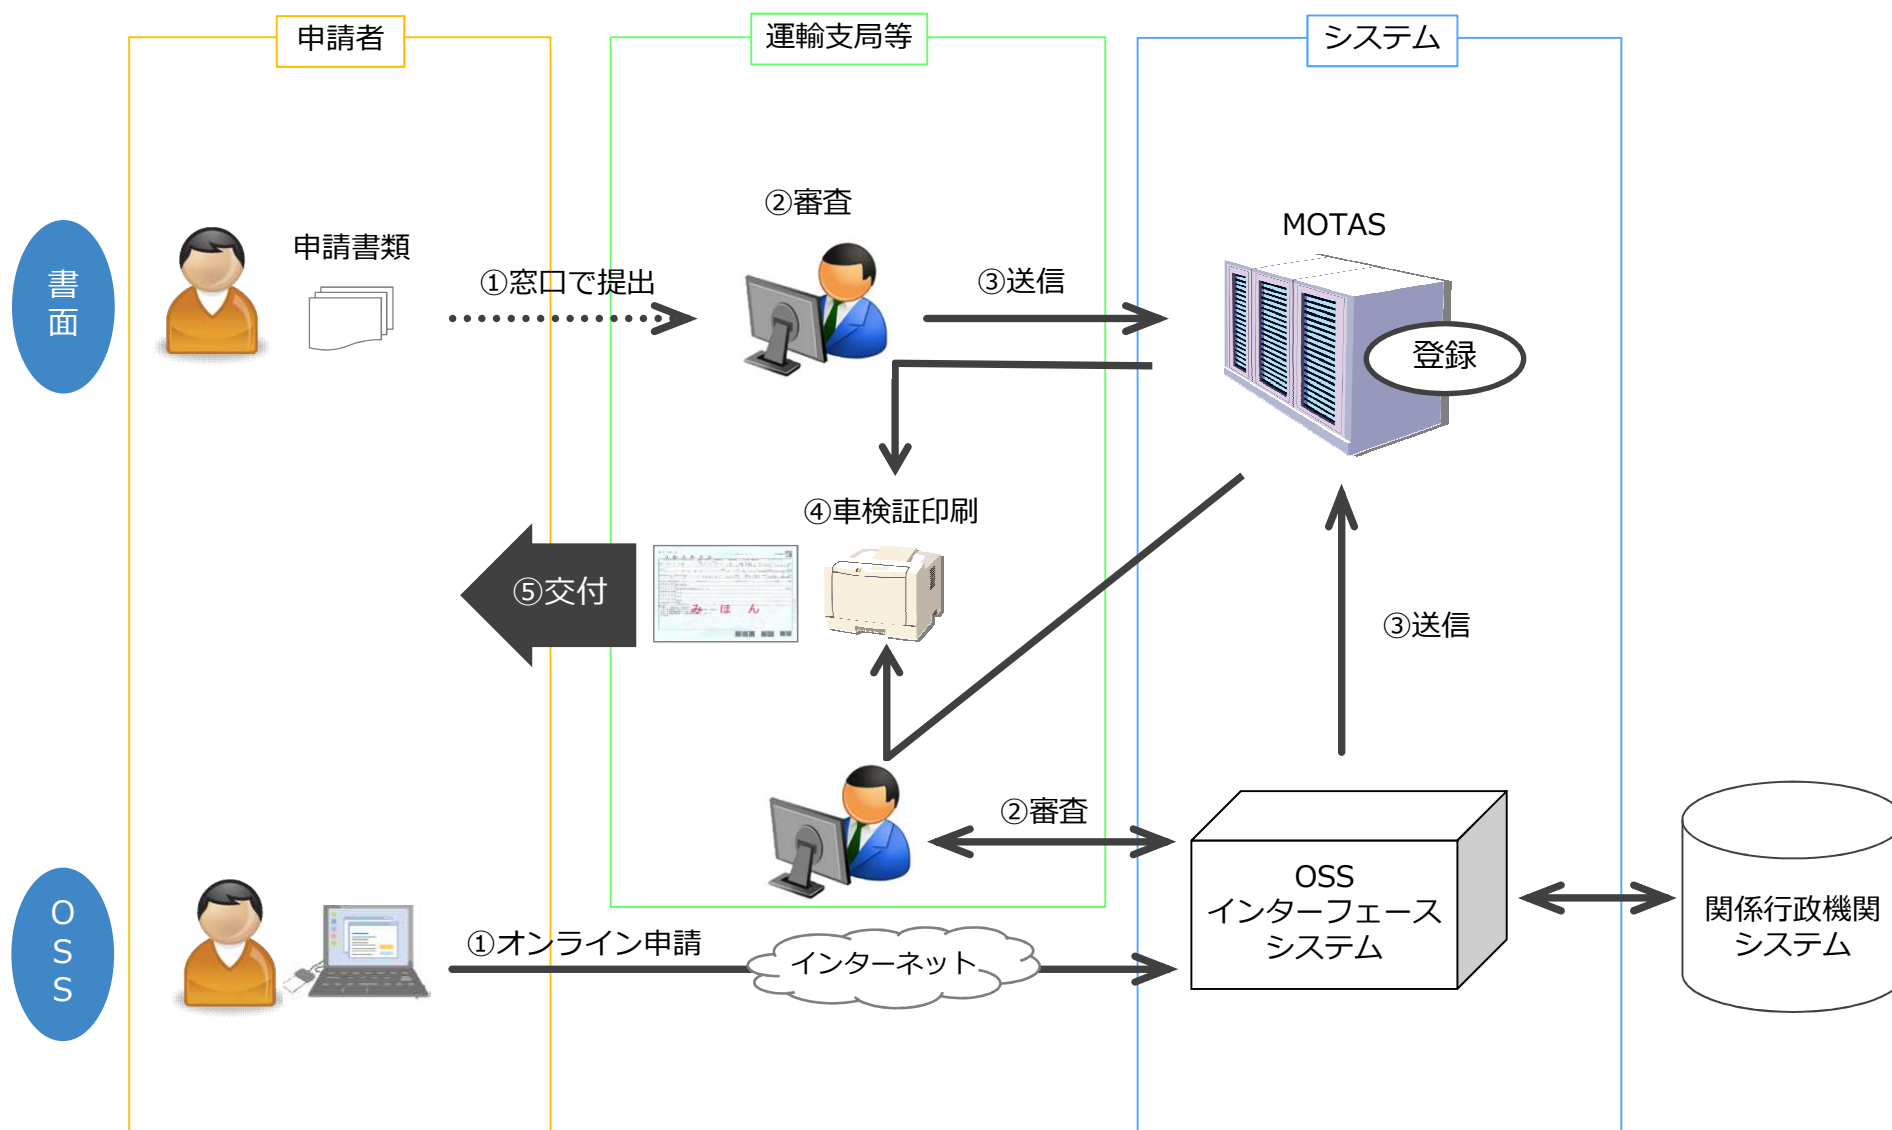 申請者
運輸支局等
システム
書
面
申請書類
①窓口で提出
②審査
③送信
MOTAS
登録
④車検証印刷
みほん
⑤交付
③送信
O
S
S
①オンライン申請
インターネット
②審査
OSS
インターフェース
システム
関係行政機関
システム